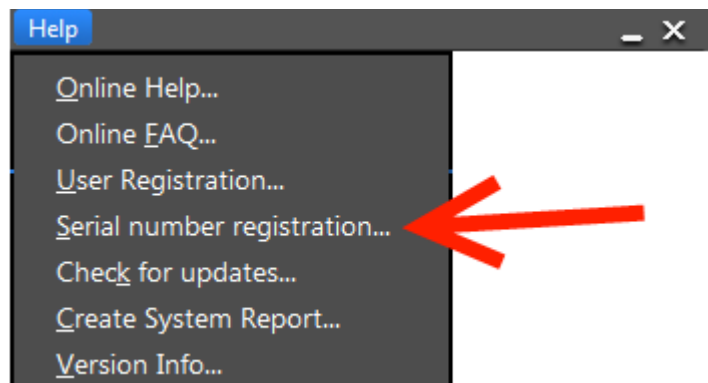 Help
Online Help...
Online FAQ...
User Registration...
Serial number registration...
Check for updates...
Create System Report...
Version Info...